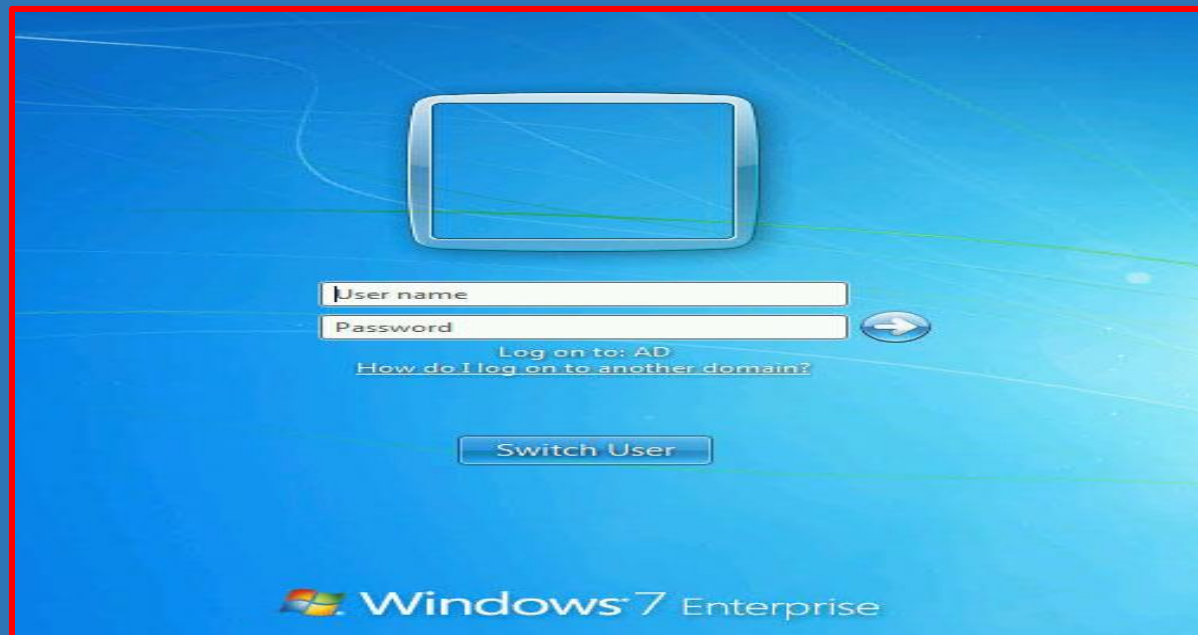 User name
Password
Log on to: AD
How do I log on to another domain?
Switch User
Windows 7 Enterprise